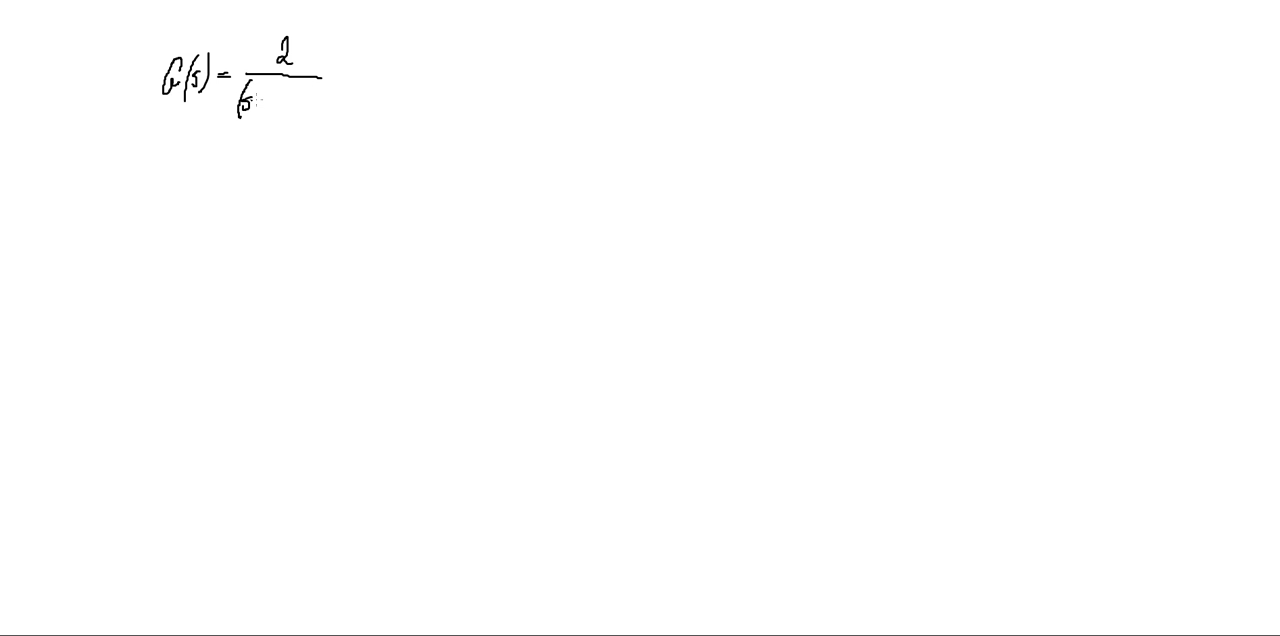 G(s) = 2 / (s